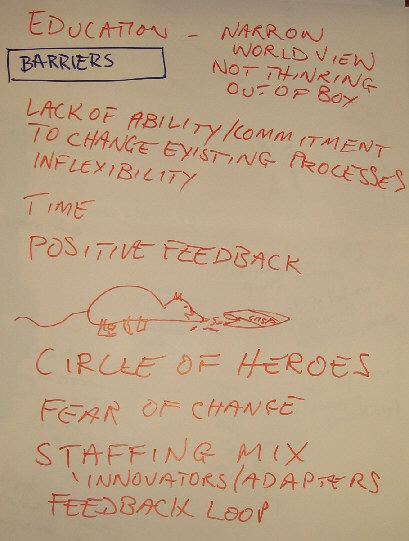 EDUCATION - NARROW
WORLD VIEW
BARRIERS
NOT THINKING
OUT OF BOX
LACK OF ABILITY/COMMITMENT
TO CHANGE EXISTING PROCESSES
INFLEXIBILITY
TIME
POSITIVE FEEDBACK
CIRCLE OF HEROES
FEAR OF CHANGE
STAFFING MIX
INNOVATORS/ADAPTERS
FEEDBACK LOOP